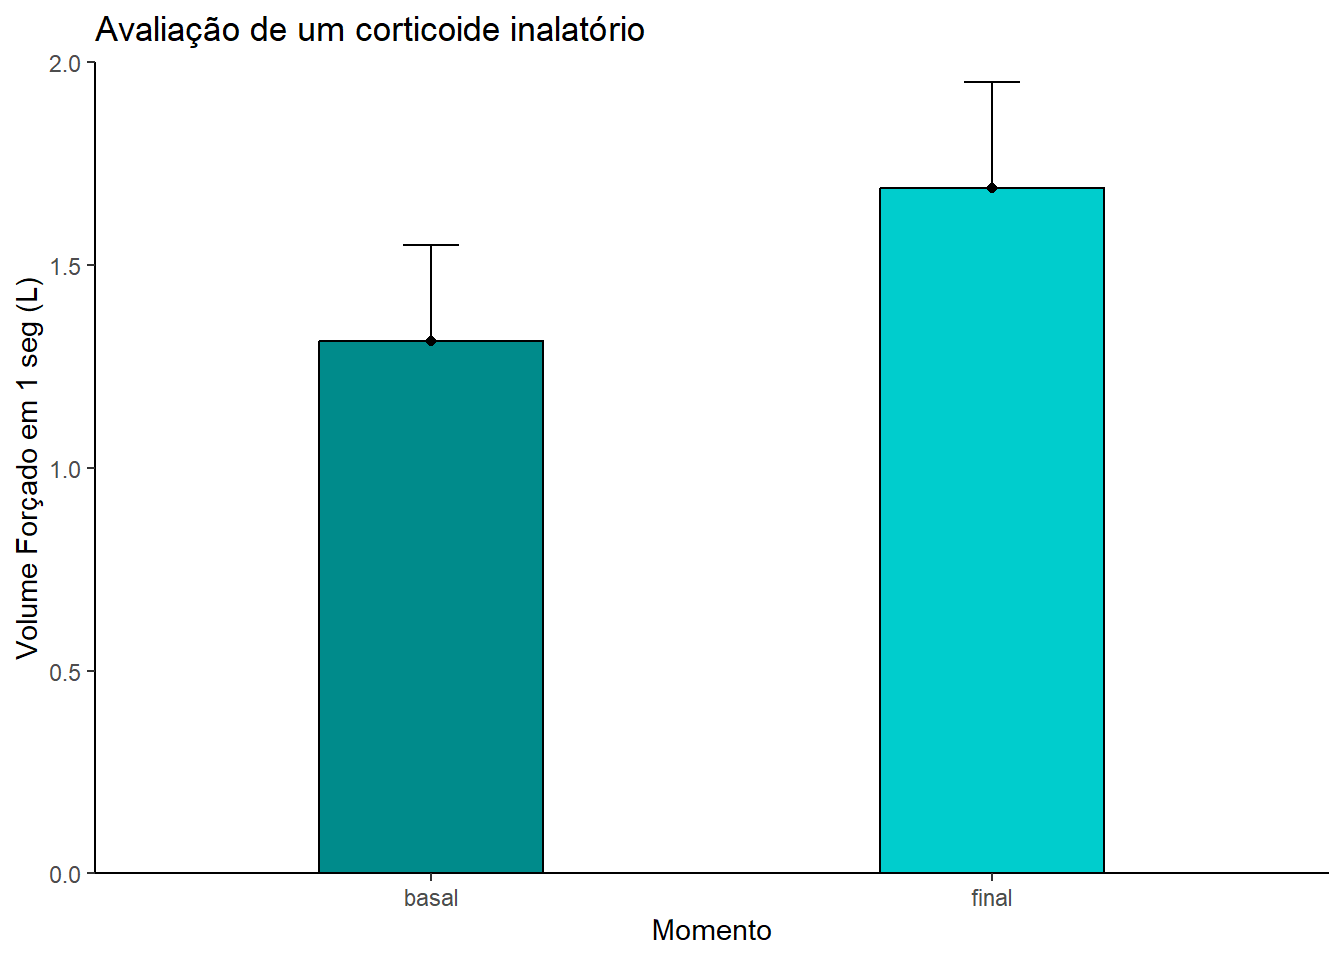 Avaliação de um corticoide inalatório
Volume Forçado em 1 seg (L)
2.0
1.5
1.0
0.5
0.0
basal
final
Momento